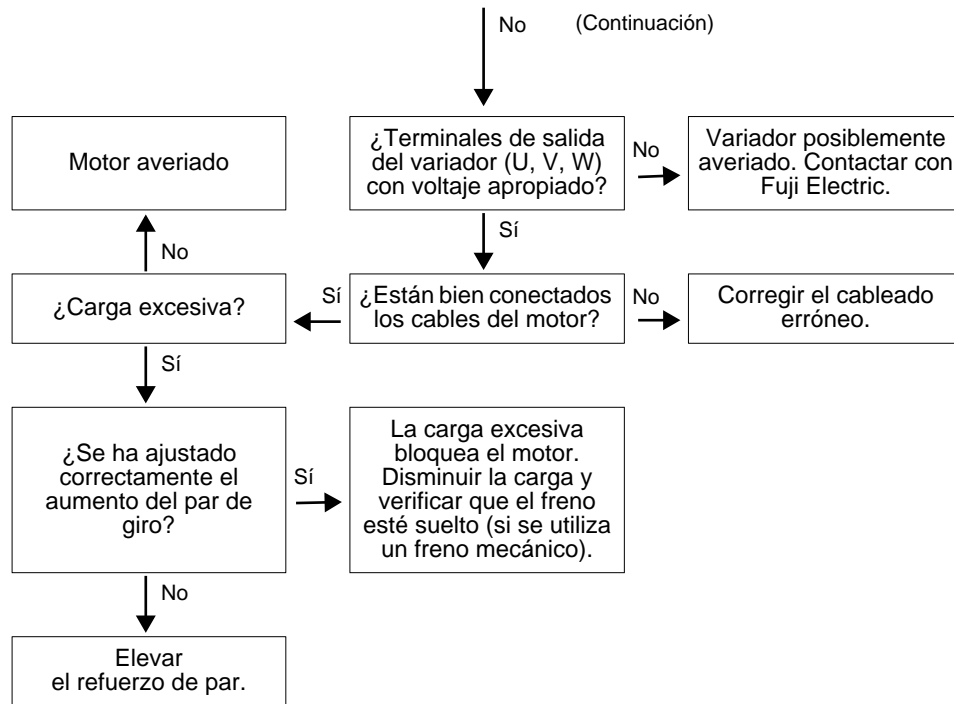 No
(Continuación)
Motor averiado
¿Terminales de salida
del variador (U, V, W)
con voltaje apropiado?
No
Variador posiblemente
averiado. Contactar con
Fuji Electric.
No
Sí
¿Carga excesiva?
Sí
¿Están bien conectados
los cables del motor?
No
Corregir el cableado
erróneo.
Sí
¿Se ha ajustado
correctamente el
aumento del par de
giro?
Sí
La carga excesiva
bloquea el motor.
Disminuir la carga y
verificar que el freno
esté suelto (si se utiliza
un freno mecánico).
No
Elevar
el refuerzo de par.